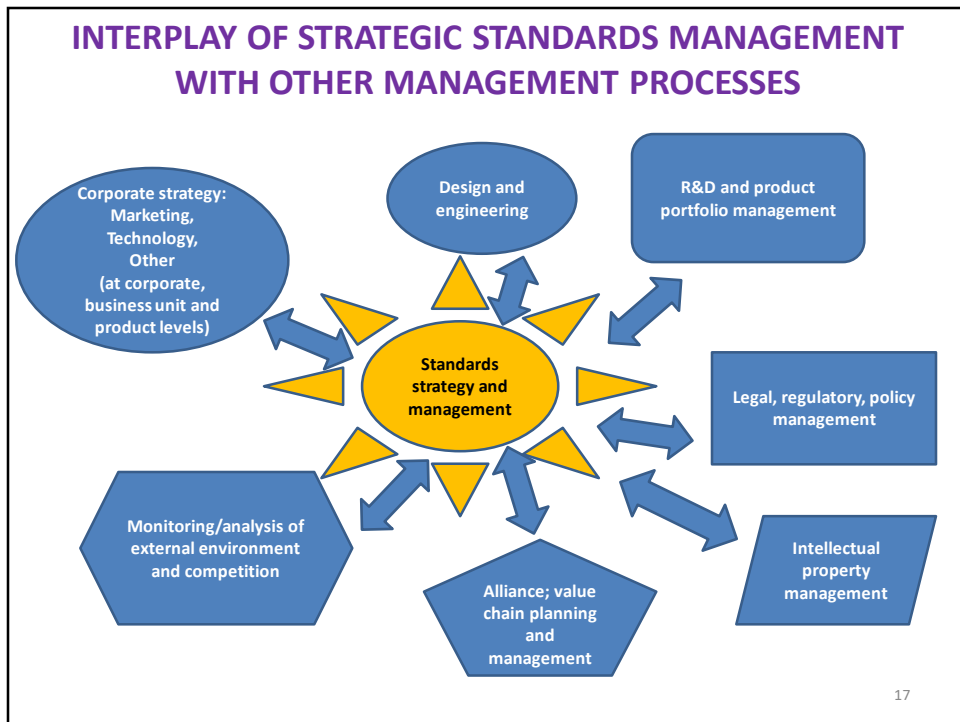 INTERPLAY OF STRATEGIC STANDARDS MANAGEMENT
WITH OTHER MANAGEMENT PROCESSES
Corporate strategy:
Marketing,
Technology,
Other
(at corporate,
business unit and
product levels)
Design and
engineering
R&D and product
portfolio management
Standards
strategy and
management
Legal, regulatory, policy
management
Monitoring/analysis of
external environment
and competition
Alliance; value
chain planning
and
management
Intellectual
property
management
17